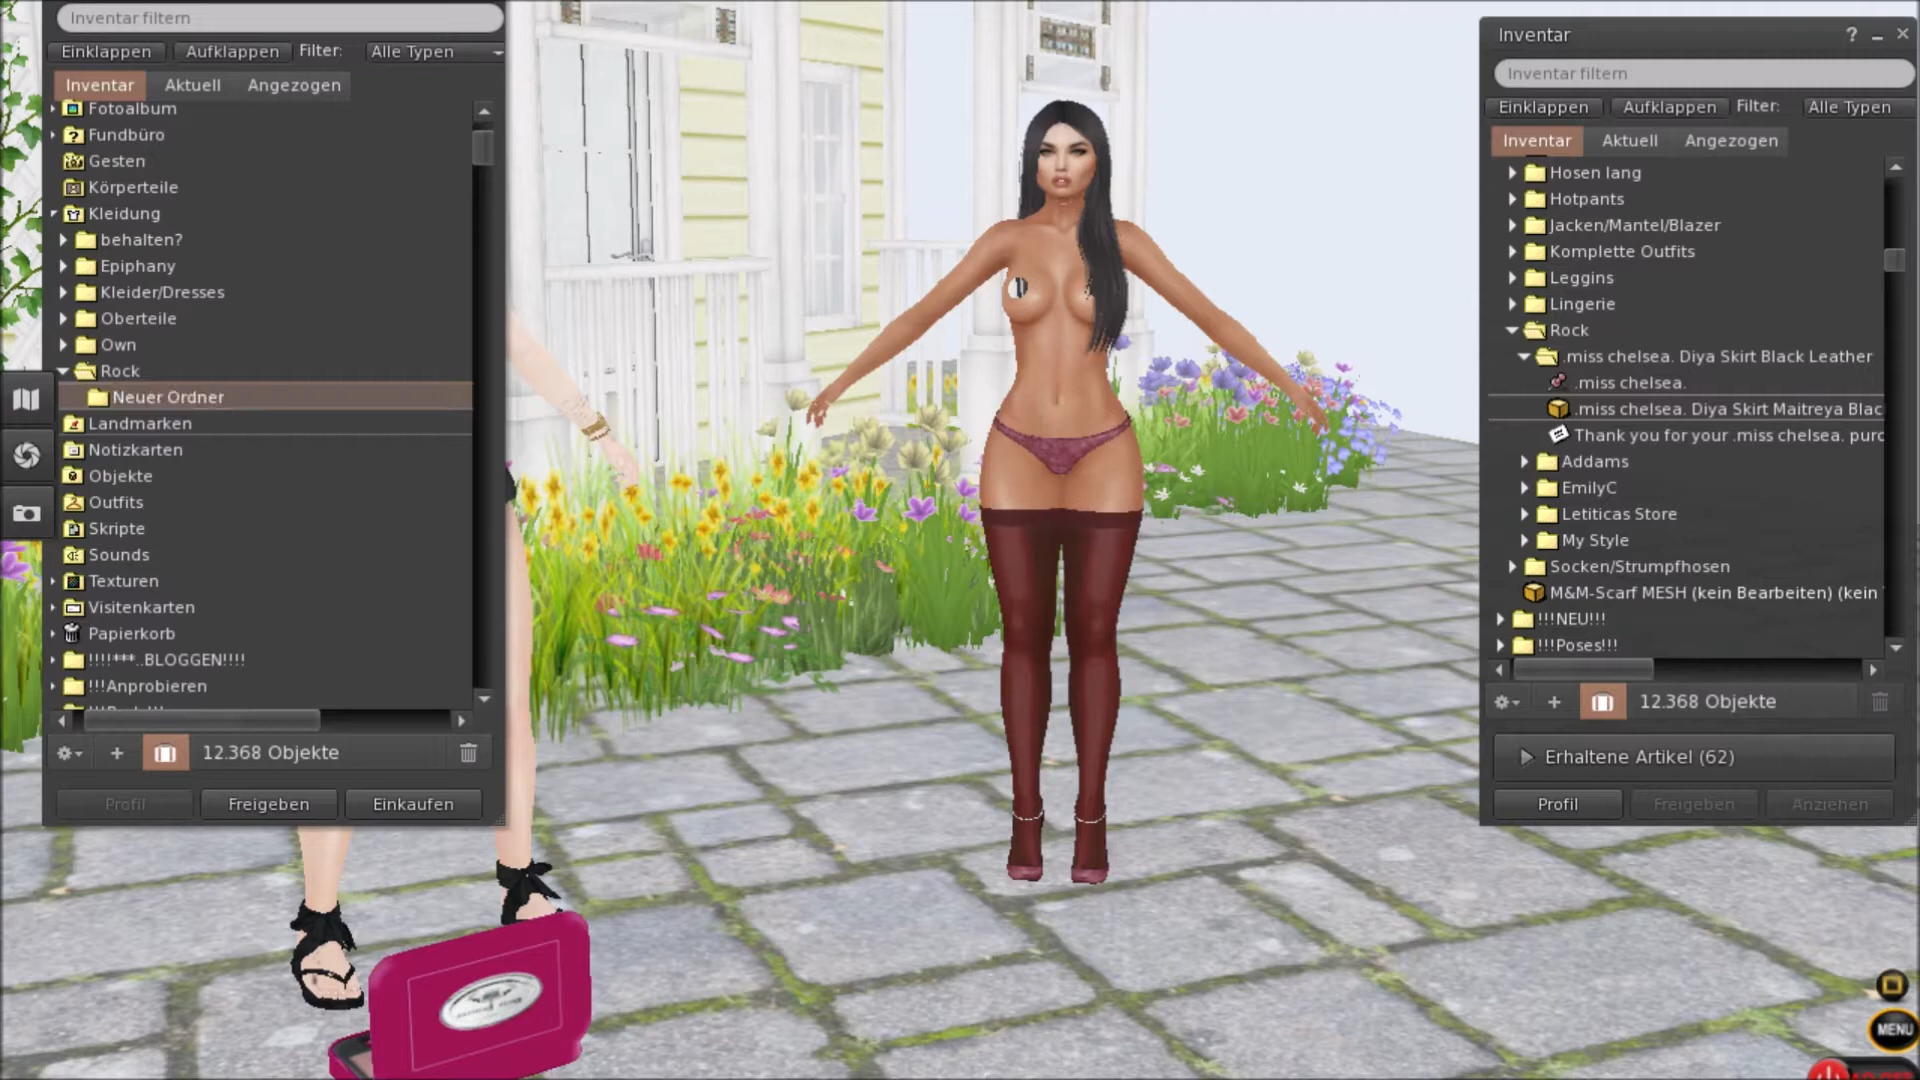 Inventar filtern
Einklappen Aufklappen Filter: Alle Typen
Inventar Aktuell Angezogen
Fotoalbum
Fundbüro
Gesten
Körperteile
Kleidung
behalten?
Epiphany
Kleider/Dresses
Oberteile
Own
Rock
Neuer Ordner
Landmarken
Notizkarten
Objekte
Outfits
Skripte
Sounds
Texturen
Visitenkarten
Papierkorb
!!!!***..BLOGGEN!!!!
!!!Anprobieren
12.368 Objekte
Profil Freigeben Einkaufen
Inventar
Inventar filtern
Einklappen Aufklappen Filter: Alle Typen
Inventar Aktuell Angezogen
Hosen lang
Hotpants
Jacken/Mantel/Blazer
Komplette Outfits
Leggins
Lingerie
Rock
.miss chelsea. Diya Skirt Black Leather
.miss chelsea.
.miss chelsea. Diya Skirt Maitreya Blac
Thank you for your .miss chelsea. purc
Addams
EmilyC
Leticicas Store
My Style
Socken/Strumpfhosen
M&M-Scarf MESH (kein Bearbeiten) (kein
!!!NEU!!!
!!!Poses!!!
12.368 Objekte
Erhaltene Artikel (62)
Profil Freigeben Anziehen
MENU